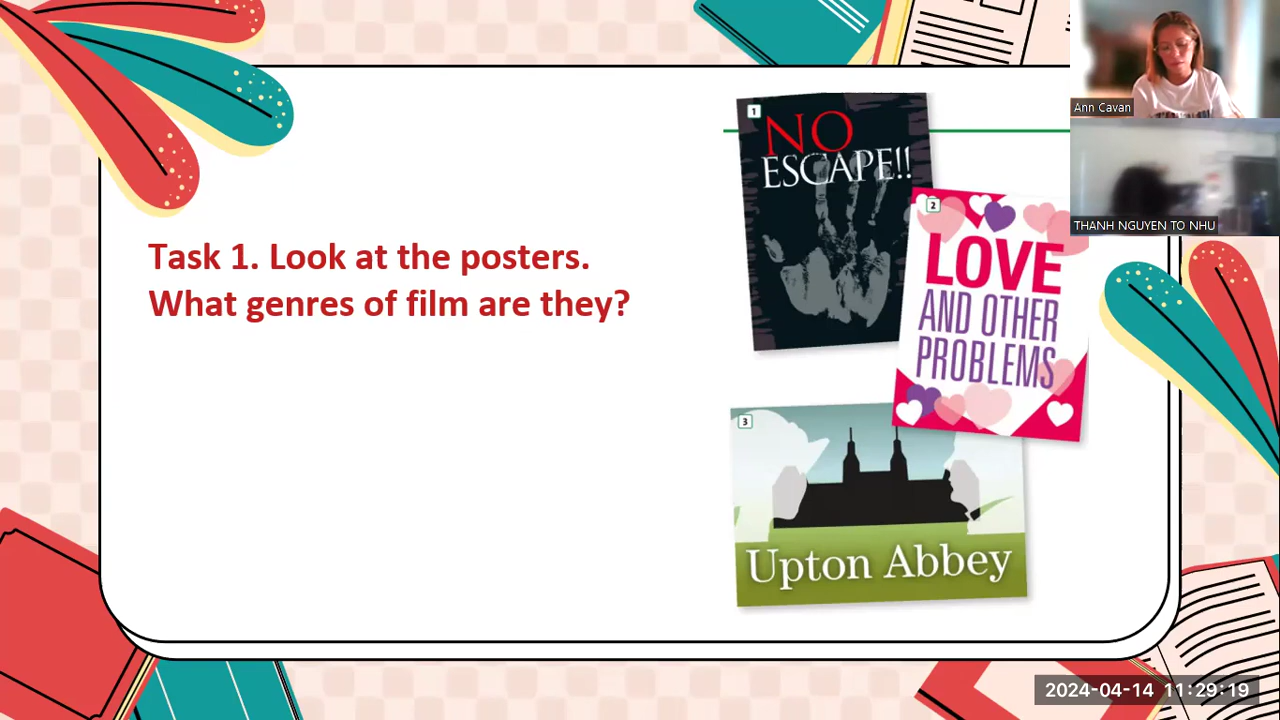 Task 1. Look at the posters.
What genres of film are they?
1
NO
ESCAPE!!
2
LOVE
AND OTHER
PROBLEMS
3
Upton Abbey
Ann Cavan
THANH NGUYEN TO NHU
2024-04-14 11:29:19